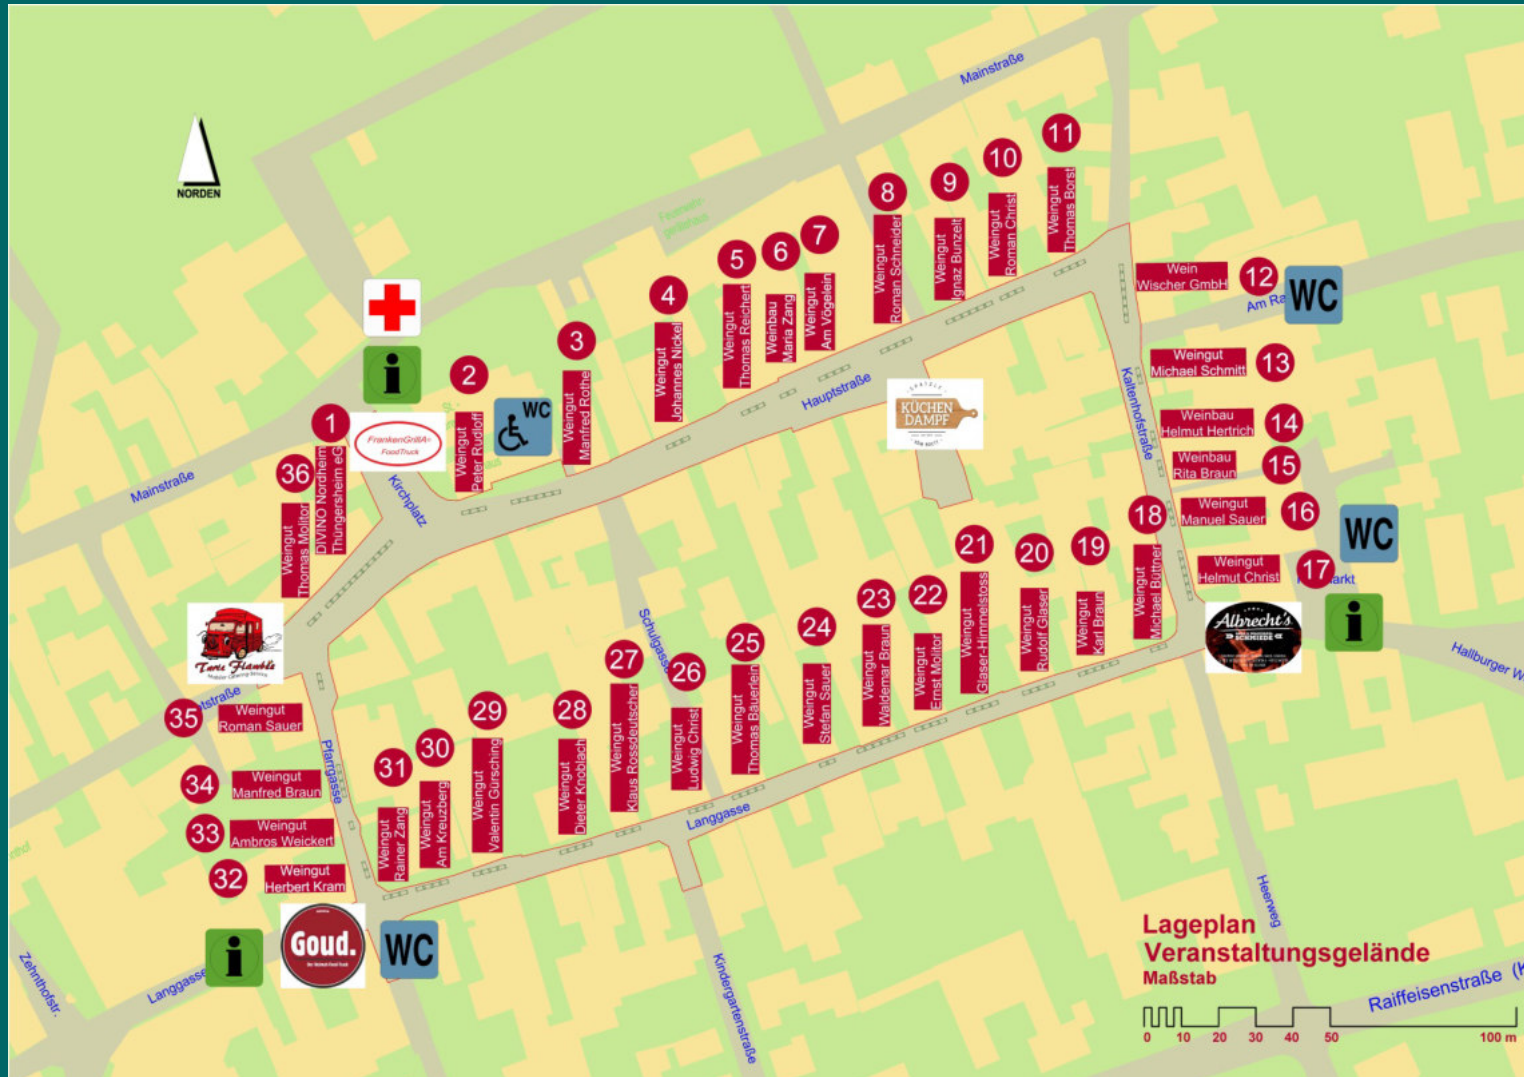 NORDEN
Mainstraße
Mainstraße
Feuerwehr-
gerätehaus
Hauptstraße
Kirchplatz
Kaltenhofstraße
Am Ra
Schulgasse
Pfarrgasse
Langgasse
Langgasse
Zehnthofstr.
Kindergartenstraße
Heerweg
Hallburger W
Raiffeisenstraße (K
tstraße
arkt
1
DIVINO Nordheim
Thüngersheim eG
2
Weingut
Peter Rudloff
3
Weingut
Manfred Rothe
4
Weingut
Johannes Nickel
5
Weingut
Thomas Reichert
6
Weinbau
Maria Zang
7
Weingut
Am Vögelein
8
Weingut
Roman Schneider
9
Weingut
Ignaz Bunzelt
10
Weingut
Roman Christ
11
Weingut
Thomas Borst
12
Wein
Wischer GmbH
13
Weingut
Michael Schmitt
14
Weinbau
Helmut Hertrich
15
Weinbau
Rita Braun
16
Weingut
Manuel Sauer
17
Weingut
Helmut Christ
18
Weingut
Michael Büttner
19
Weingut
Karl Braun
20
Weingut
Rudolf Glaser
21
Weingut
Glaser-Himmelstoss
22
Weingut
Ernst Molitor
23
Weingut
Waldemar Braun
24
Weingut
Stefan Sauer
25
Weingut
Thomas Bäuerlein
26
Weingut
Ludwig Christ
27
Weingut
Klaus Rossdeutscher
28
Weingut
Dieter Knoblach
29
Weingut
Valentin Gürsching
30
Weingut
Am Kreuzberg
31
Weingut
Rainer Zang
32
Weingut
Herbert Kram
33
Weingut
Ambros Weickert
34
Weingut
Manfred Braun
35
Weingut
Roman Sauer
36
Weingut
Thomas Molitor
i
i
i
WC
WC
WC
WC
FrankenGrillA
FoodTruck
SPÄTZLE
KÜCHEN
DAMPF
Albrecht's
SCHMIEDE
Goud.
Lageplan
Veranstaltungsgelände
Maßstab
0 10 20 30 40 50 100 m